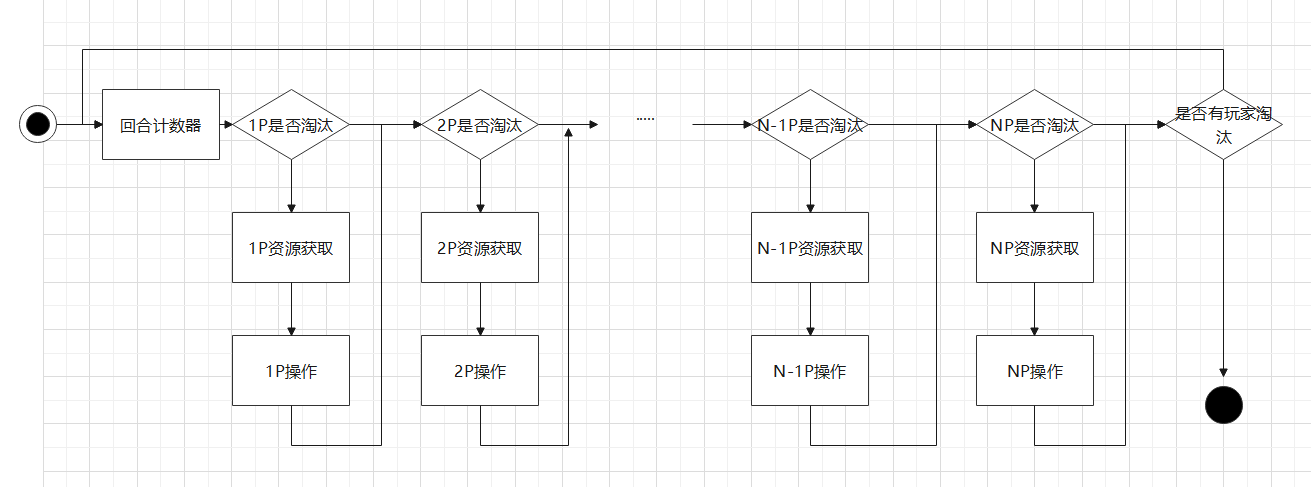 回合计数器
1P是否淘汰
2P是否淘汰
.....
N-1P是否淘汰
NP是否淘汰
是否有玩家淘
汰
1P资源获取
2P资源获取
N-1P资源获取
NP资源获取
1P操作
2P操作
N-1P操作
NP操作